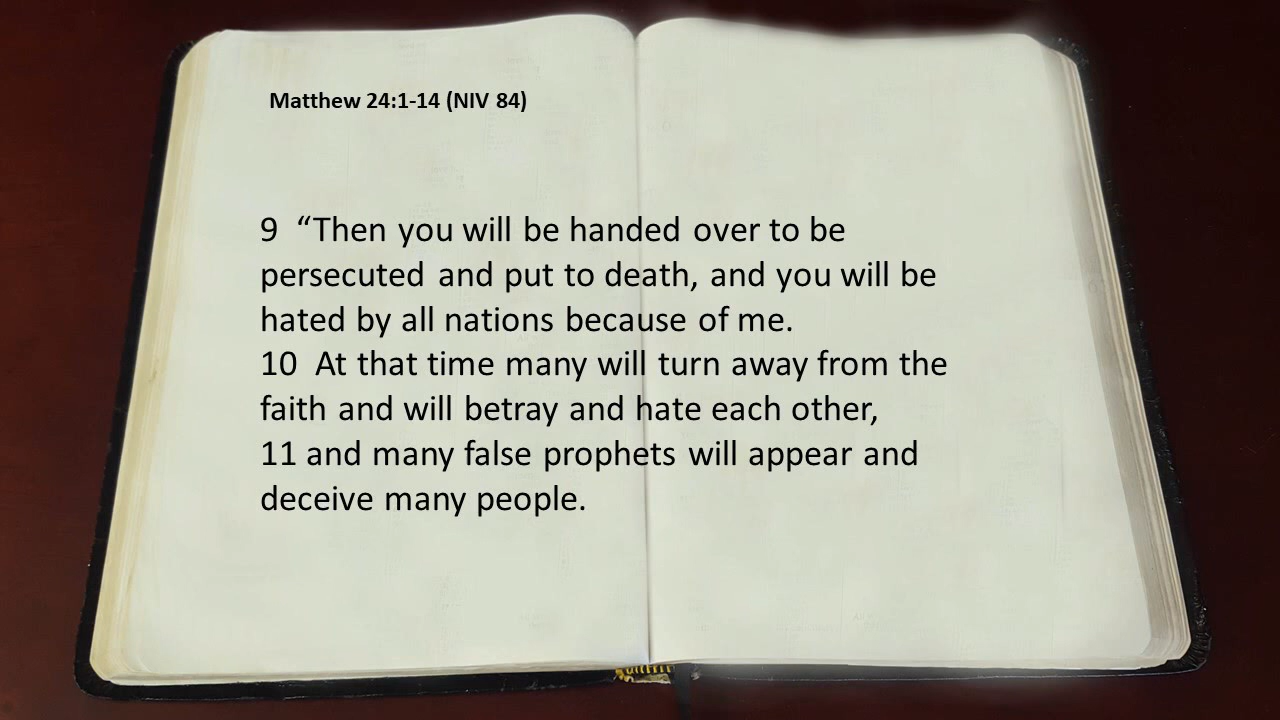 Matthew 24:1-14 (NIV 84)
9 “Then you will be handed over to be
persecuted and put to death, and you will be
hated by all nations because of me.
10 At that time many will turn away from the
faith and will betray and hate each other,
11 and many false prophets will appear and
deceive many people.